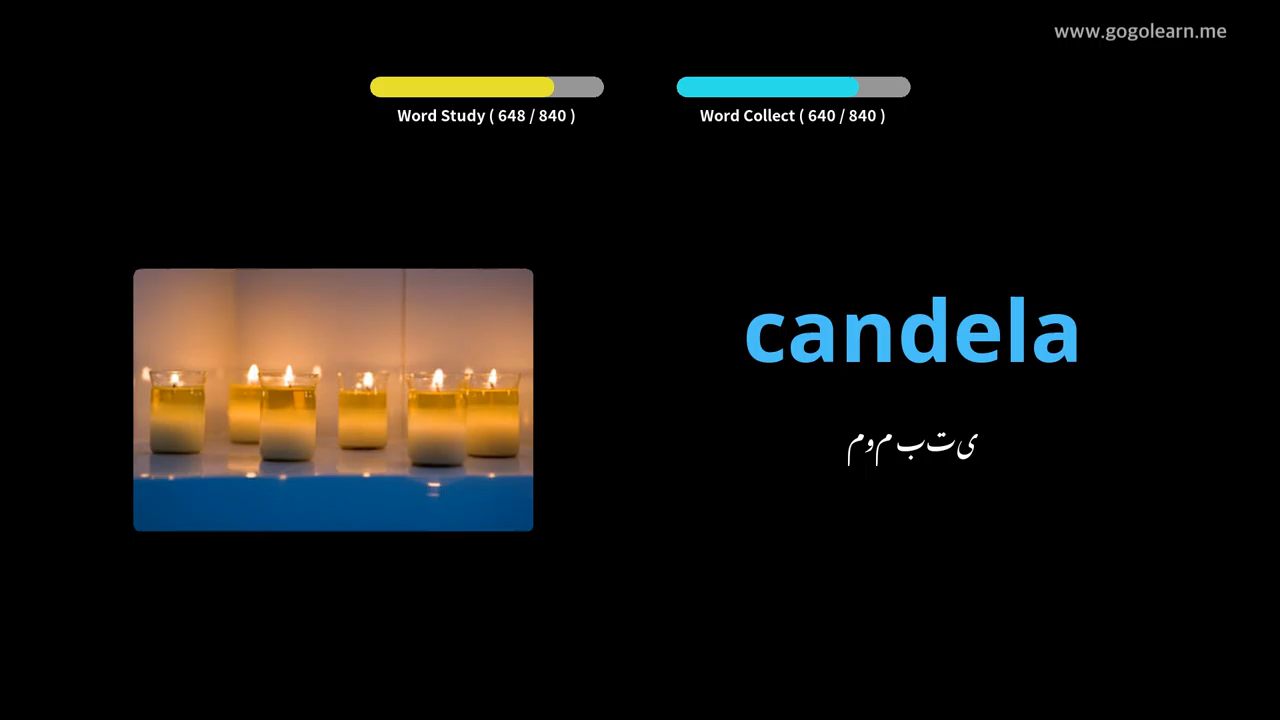 www.gogolearn.me
Word Study ( 648 / 840 )
Word Collect ( 640 / 840 )
candela
موم بتی